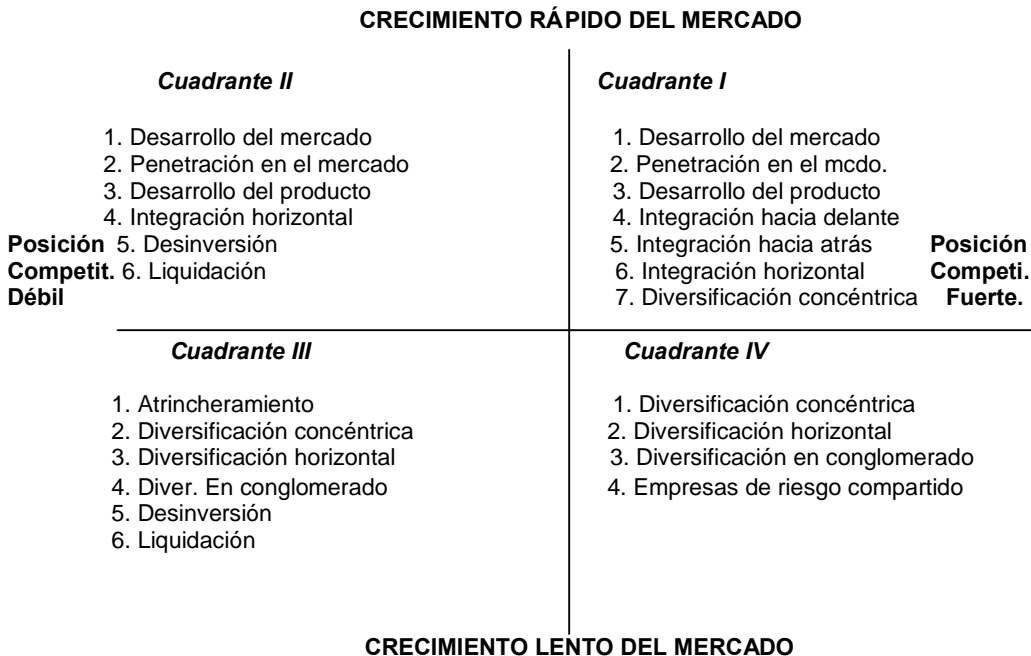 CRECIMIENTO RÁPIDO DEL MERCADO
Cuadrante II
1. Desarrollo del mercado
2. Penetración en el mercado
3. Desarrollo del producto
4. Integración horizontal
Posición 5. Desinversión
Competit. 6. Liquidación
Débil
Cuadrante I
1. Desarrollo del mercado
2. Penetración en el mcdo.
3. Desarrollo del producto
4. Integración hacia delante
5. Integración hacia atrás Posición
6. Integración horizontal Competi.
7. Diversificación concéntrica Fuerte.
Cuadrante III
1. Atrincheramiento
2. Diversificación concéntrica
3. Diversificación horizontal
4. Diver. En conglomerado
5. Desinversión
6. Liquidación
Cuadrante IV
1. Diversificación concéntrica
2. Diversificación horizontal
3. Diversificación en conglomerado
4. Empresas de riesgo compartido
CRECIMIENTO LENTO DEL MERCADO